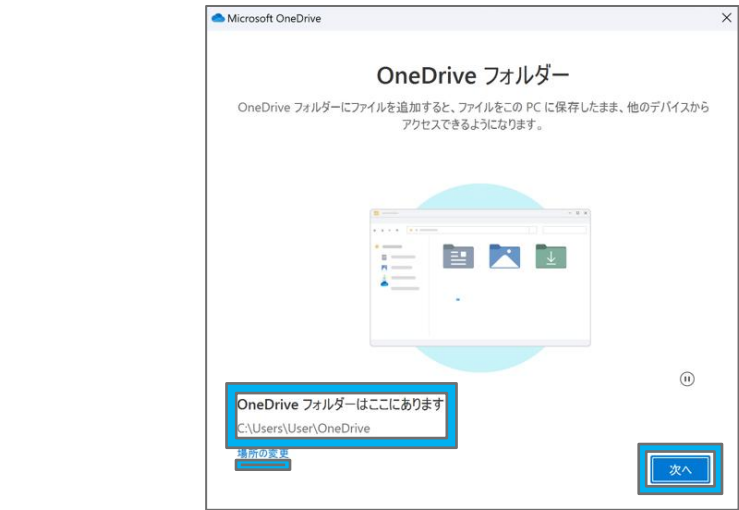 Microsoft OneDrive
OneDrive フォルダー
OneDrive フォルダーにファイルを追加すると、ファイルをこの PC に保存したまま、他のデバイスから
アクセスできるようになります。
OneDrive フォルダーはここにあります
C:\Users\User\OneDrive
場所の変更
次へ